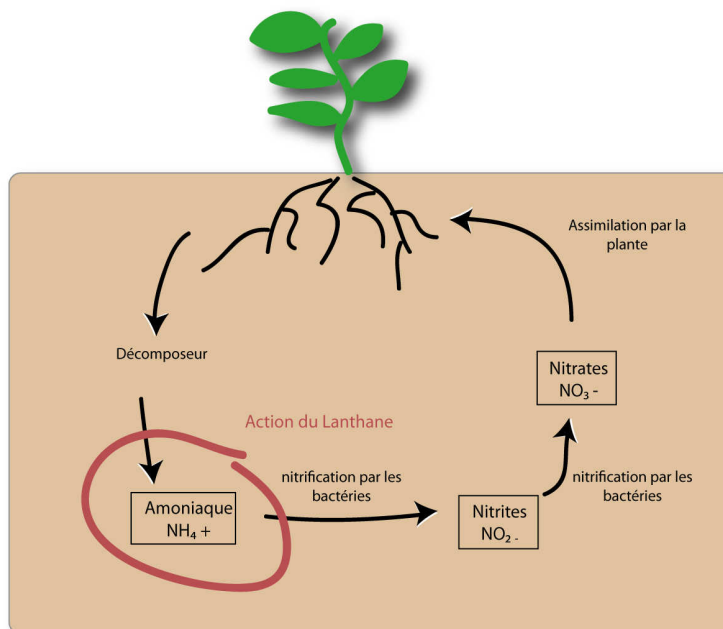 Assimilation par la
plante
Décomposeur
Nitrates
NO₃ -
Action du Lanthane
nitrification par les
bactéries
nitrification par les
bactéries
Amoniaque
NH₄ +
Nitrites
NO₂ -